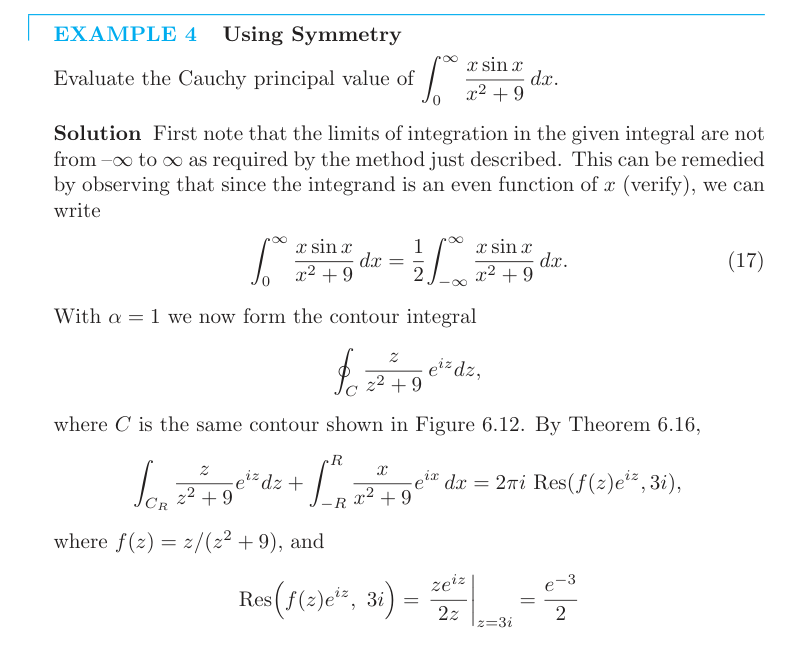 EXAMPLE 4 Using Symmetry
Evaluate the Cauchy principal value of $\int_0^\infty \frac{x \sin x}{x^2 + 9}\, dx.$
Solution First note that the limits of integration in the given integral are not
from –∞ to ∞ as required by the method just described. This can be remedied
by observing that since the integrand is an even function of x (verify), we can
write
$\int_0^\infty \frac{x \sin x}{x^2 + 9}\, dx = \frac{1}{2} \int_{-\infty}^\infty \frac{x \sin x}{x^2 + 9}\, dx.$ (17)
With α = 1 we now form the contour integral
$\oint_C \frac{z}{z^2 + 9}\, e^{iz} dz,$
where C is the same contour shown in Figure 6.12. By Theorem 6.16,
$\int_{C_R} \frac{z}{z^2 + 9} e^{iz} dz + \int_{-R}^R \frac{x}{x^2 + 9} e^{ix}\, dx = 2\pi i \text{ Res}(f(z)e^{iz}, 3i),$
where f(z) = z/(z² + 9), and
$\text{Res}\Big(f(z)e^{iz},\ 3i\Big) = \frac{ze^{iz}}{2z}\Big|_{z=3i} = \frac{e^{-3}}{2}$